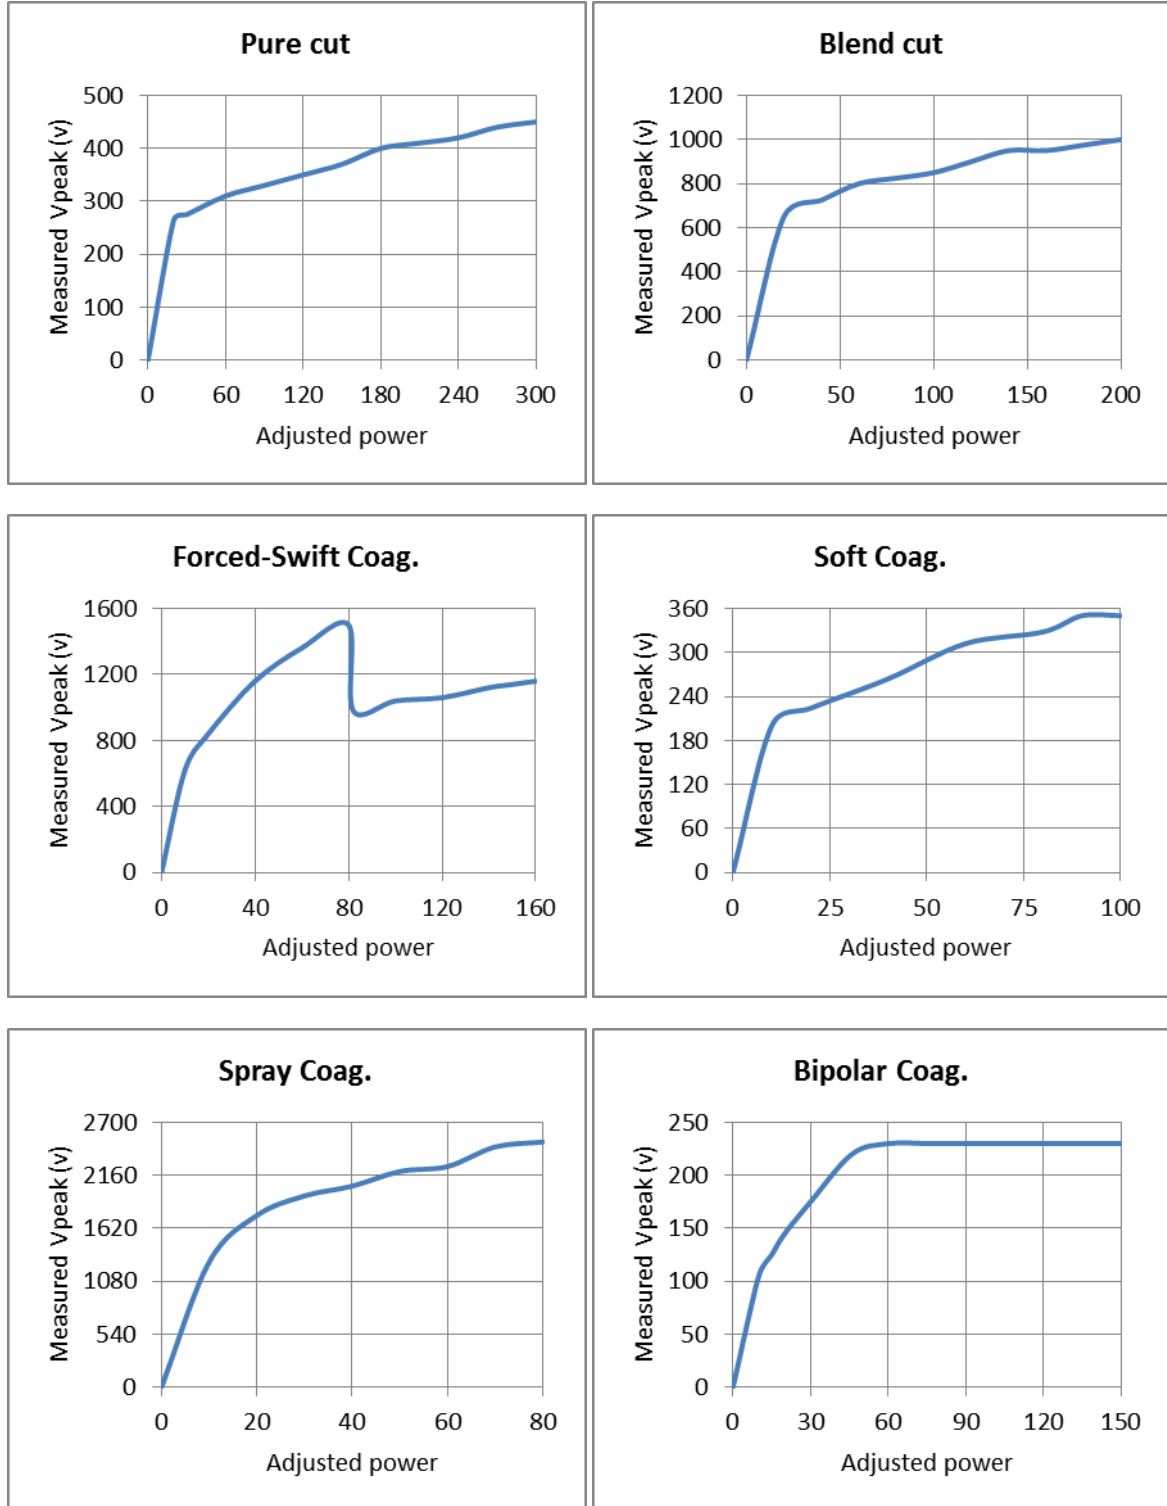 Pure cut
Measured Vpeak (v)
500
400
300
200
100
0
0 60 120 180 240 300
Adjusted power
Blend cut
Measured Vpeak (v)
1200
1000
800
600
400
200
0
0 50 100 150 200
Adjusted power
Forced-Swift Coag.
Measured Vpeak (v)
1600
1200
800
400
0
0 40 80 120 160
Adjusted power
Soft Coag.
Measured Vpeak (v)
360
300
240
180
120
60
0
0 25 50 75 100
Adjusted power
Spray Coag.
Measured Vpeak (v)
2700
2160
1620
1080
540
0
0 20 40 60 80
Adjusted power
Bipolar Coag.
Measured Vpeak (v)
250
200
150
100
50
0
0 30 60 90 120 150
Adjusted power